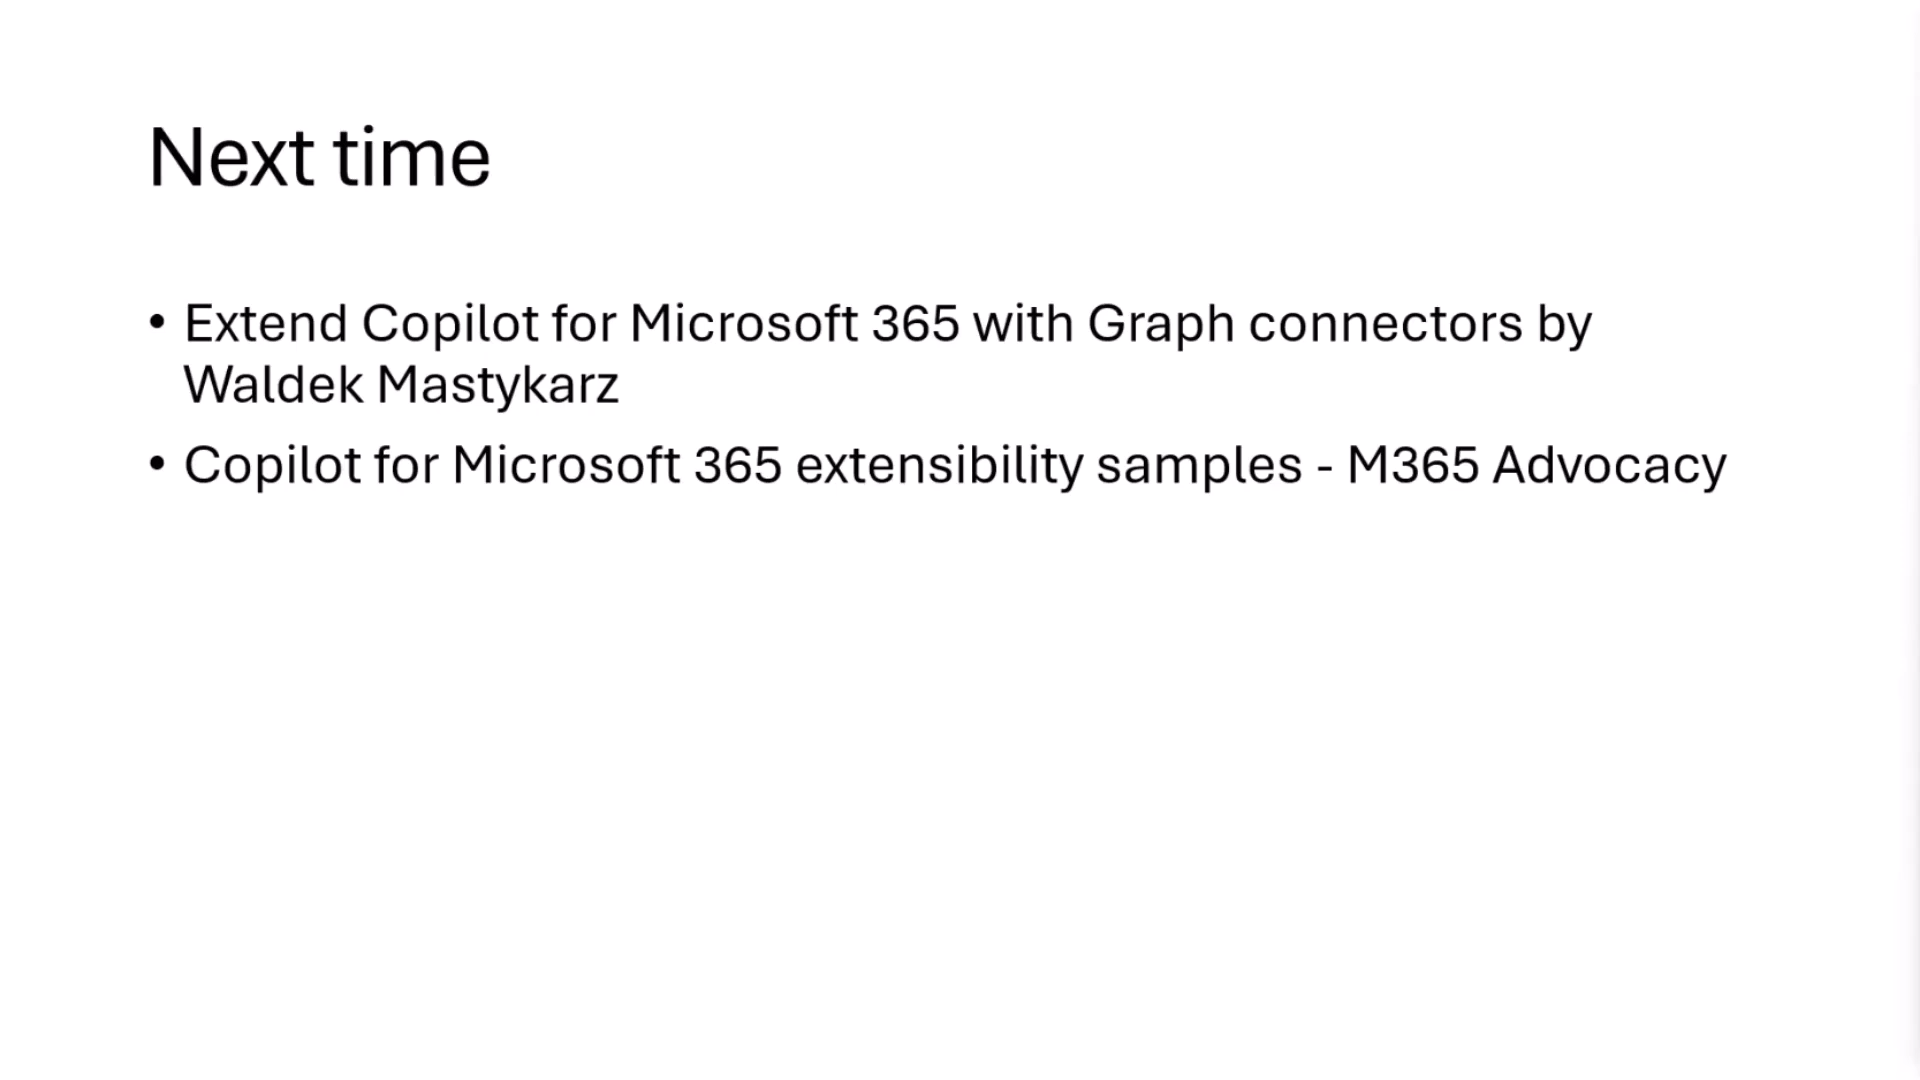 Next time
• Extend Copilot for Microsoft 365 with Graph connectors by
Waldek Mastykarz
• Copilot for Microsoft 365 extensibility samples - M365 Advocacy